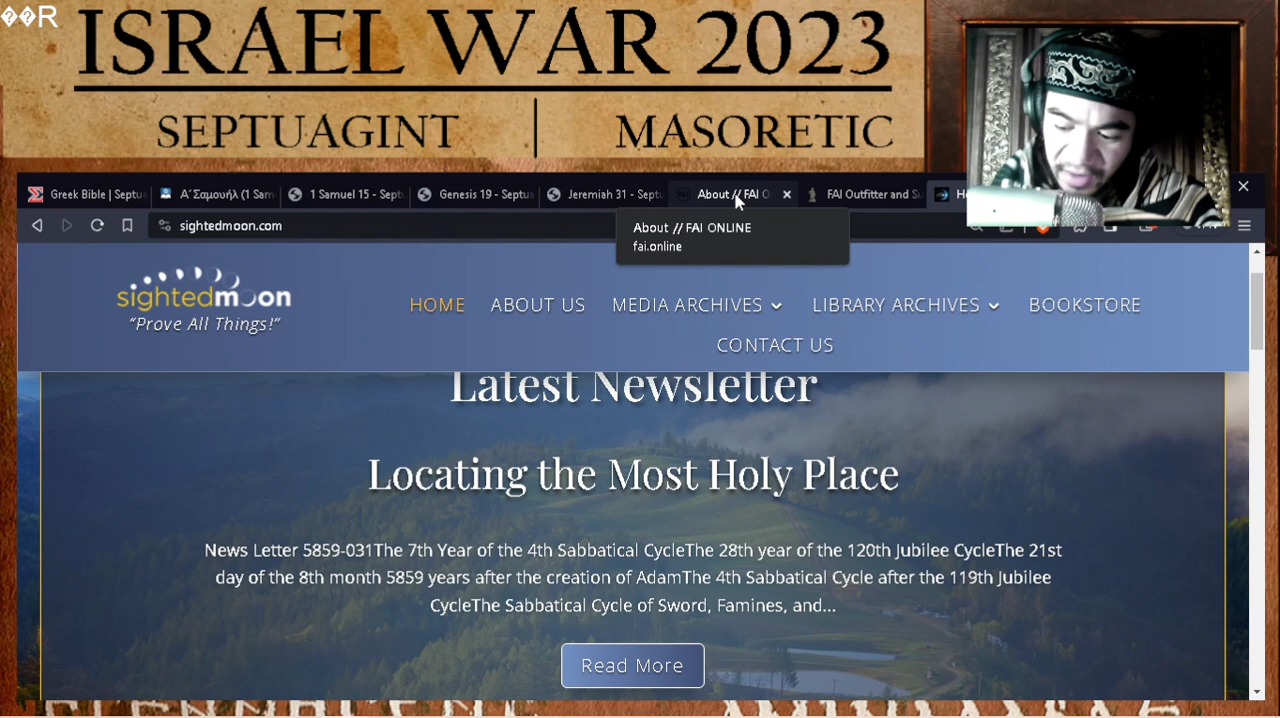 R
ISRAEL WAR 2023
SEPTUAGINT | MASORETIC
Greek Bible | Septu
Α΄Σαμουήλ (1 Sam
1 Samuel 15 - Sept
Genesis 19 - Septua
Jeremiah 31 - Sept
About // FAI O
FAI Outfitter and Su
sightedmoon.com
About // FAI ONLINE
fai.online
sightedmoon
“Prove All Things!”
HOME ABOUT US MEDIA ARCHIVES LIBRARY ARCHIVES BOOKSTORE
CONTACT US
Latest Newsletter
Locating the Most Holy Place
News Letter 5859-031The 7th Year of the 4th Sabbatical CycleThe 28th year of the 120th Jubilee CycleThe 21st
day of the 8th month 5859 years after the creation of AdamThe 4th Sabbatical Cycle after the 119th Jubilee
CycleThe Sabbatical Cycle of Sword, Famines, and...
Read More